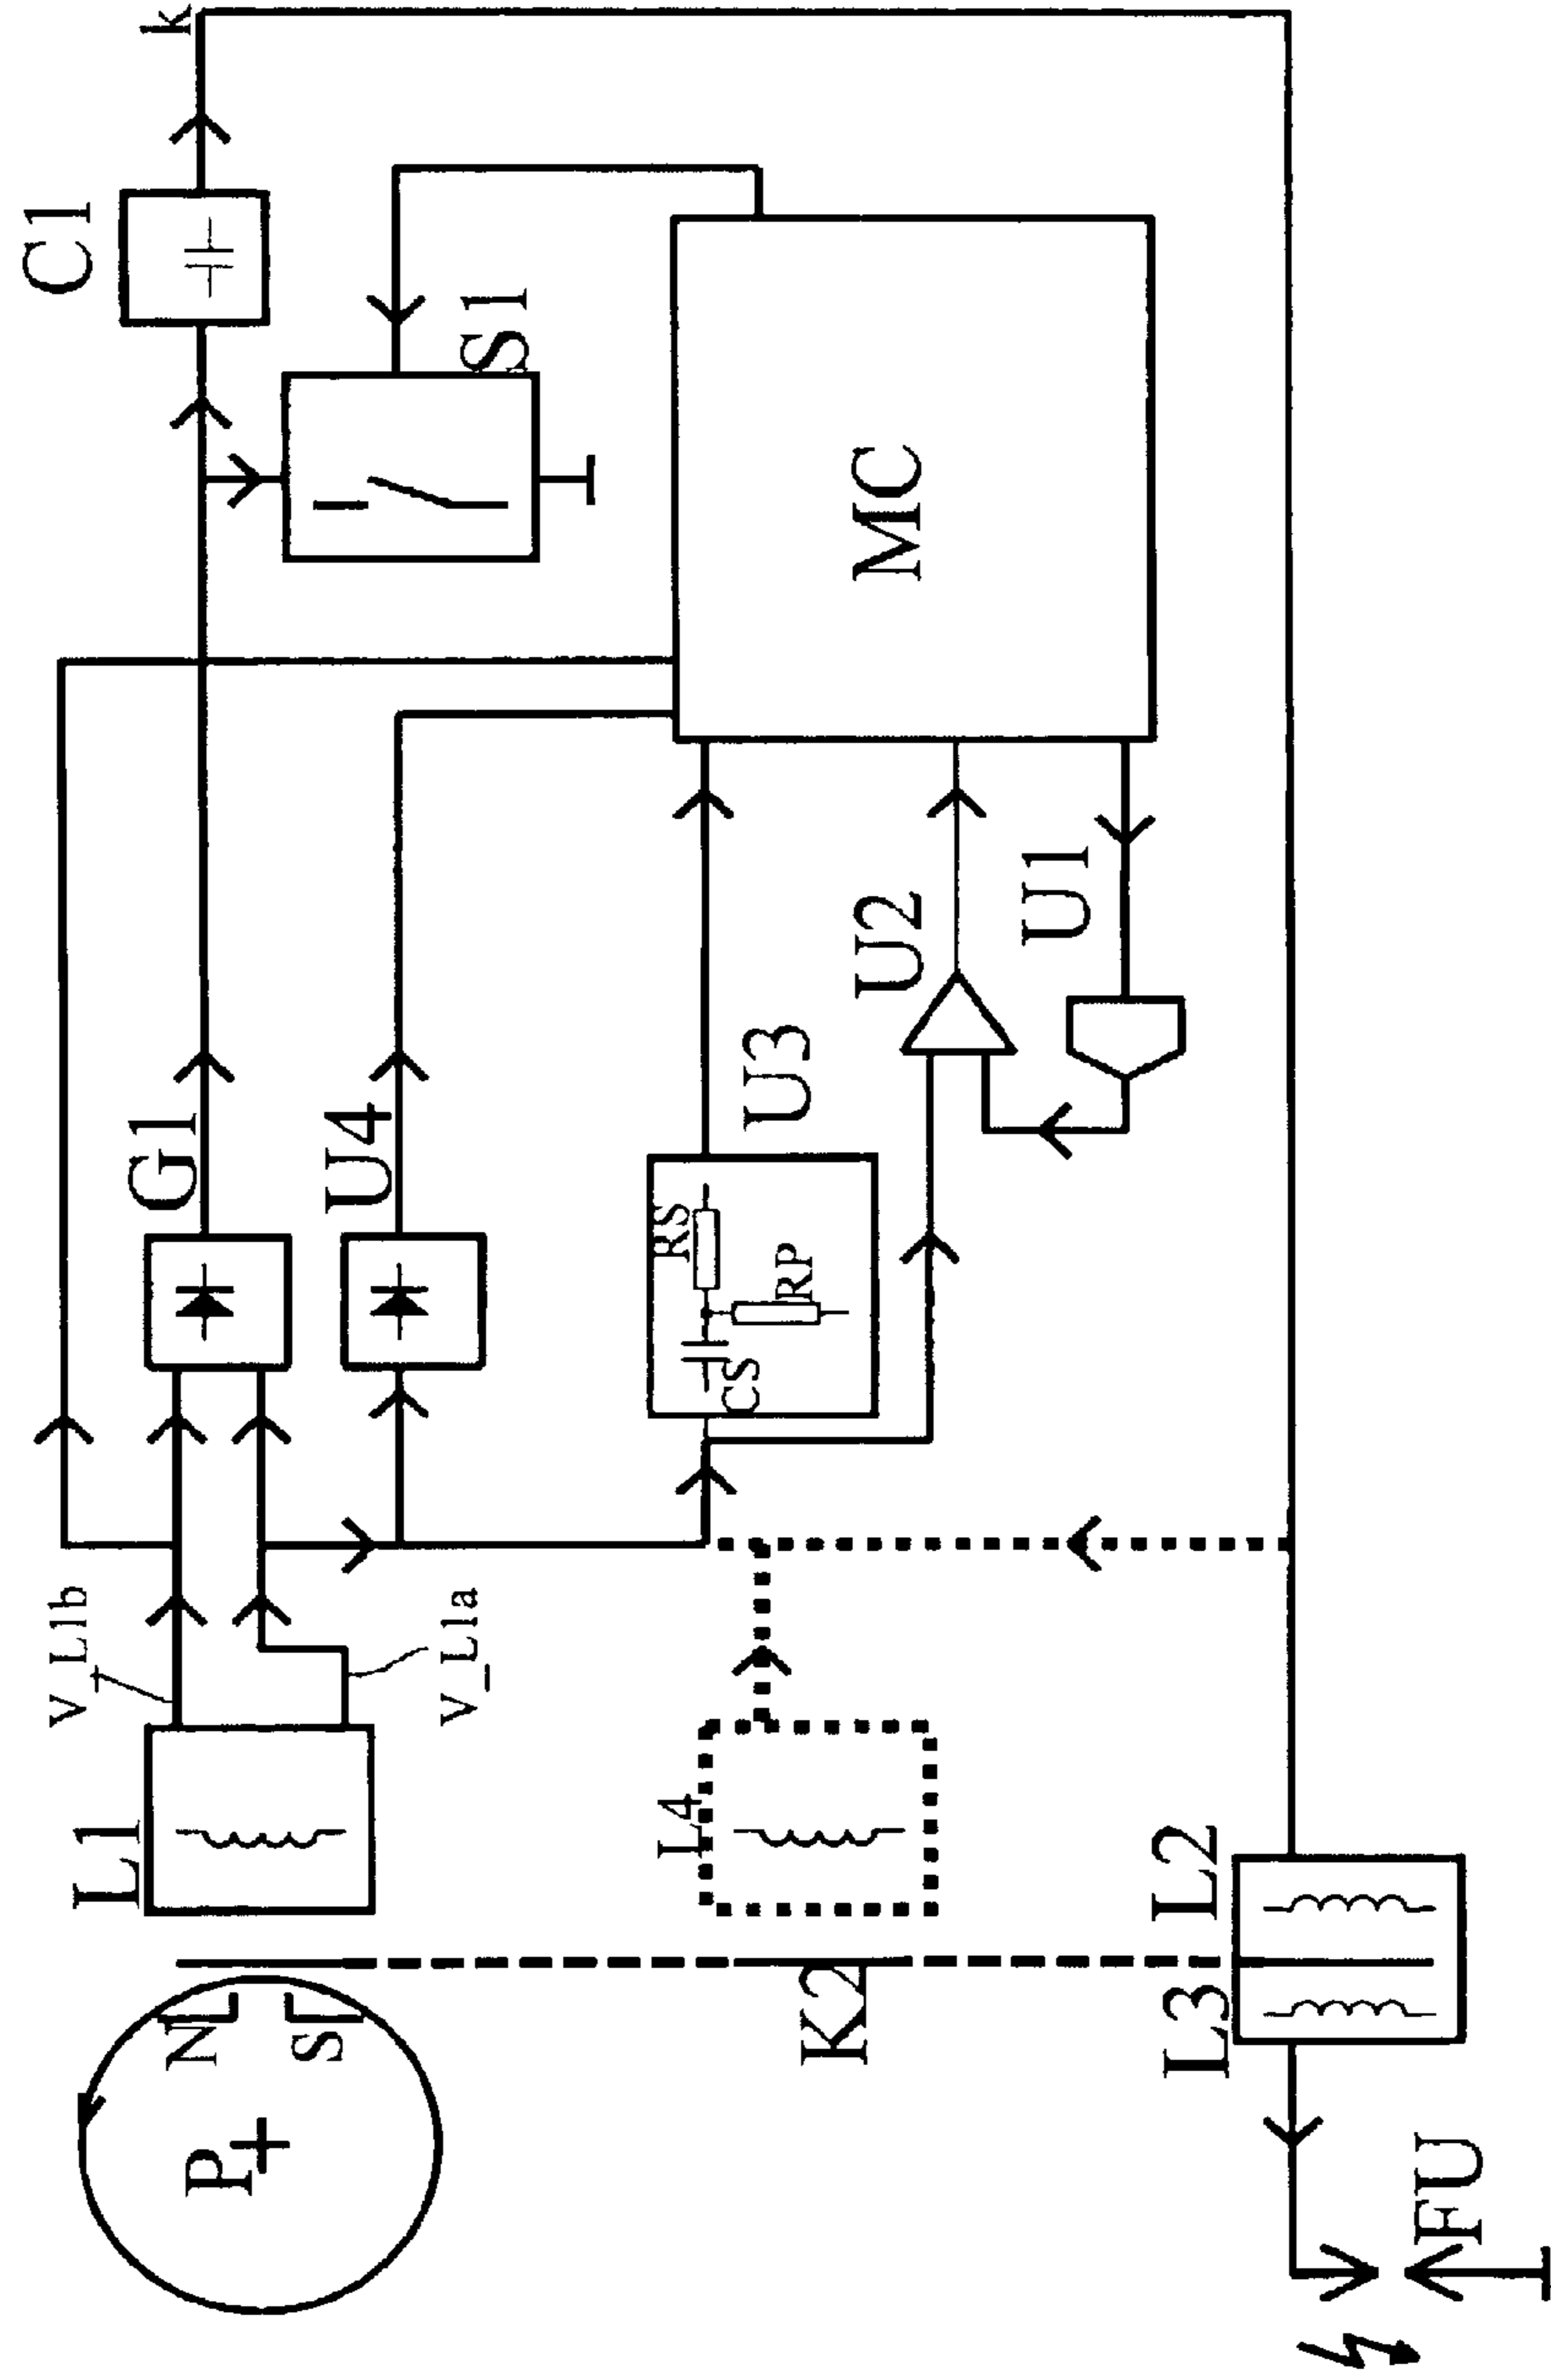 k
C1
S1
MC
G1
U4
U3
RS
RP
CS
U2
U1
V_L1b
V_L1a
L1
L4
L2
L3
K2
N
S
P
FU